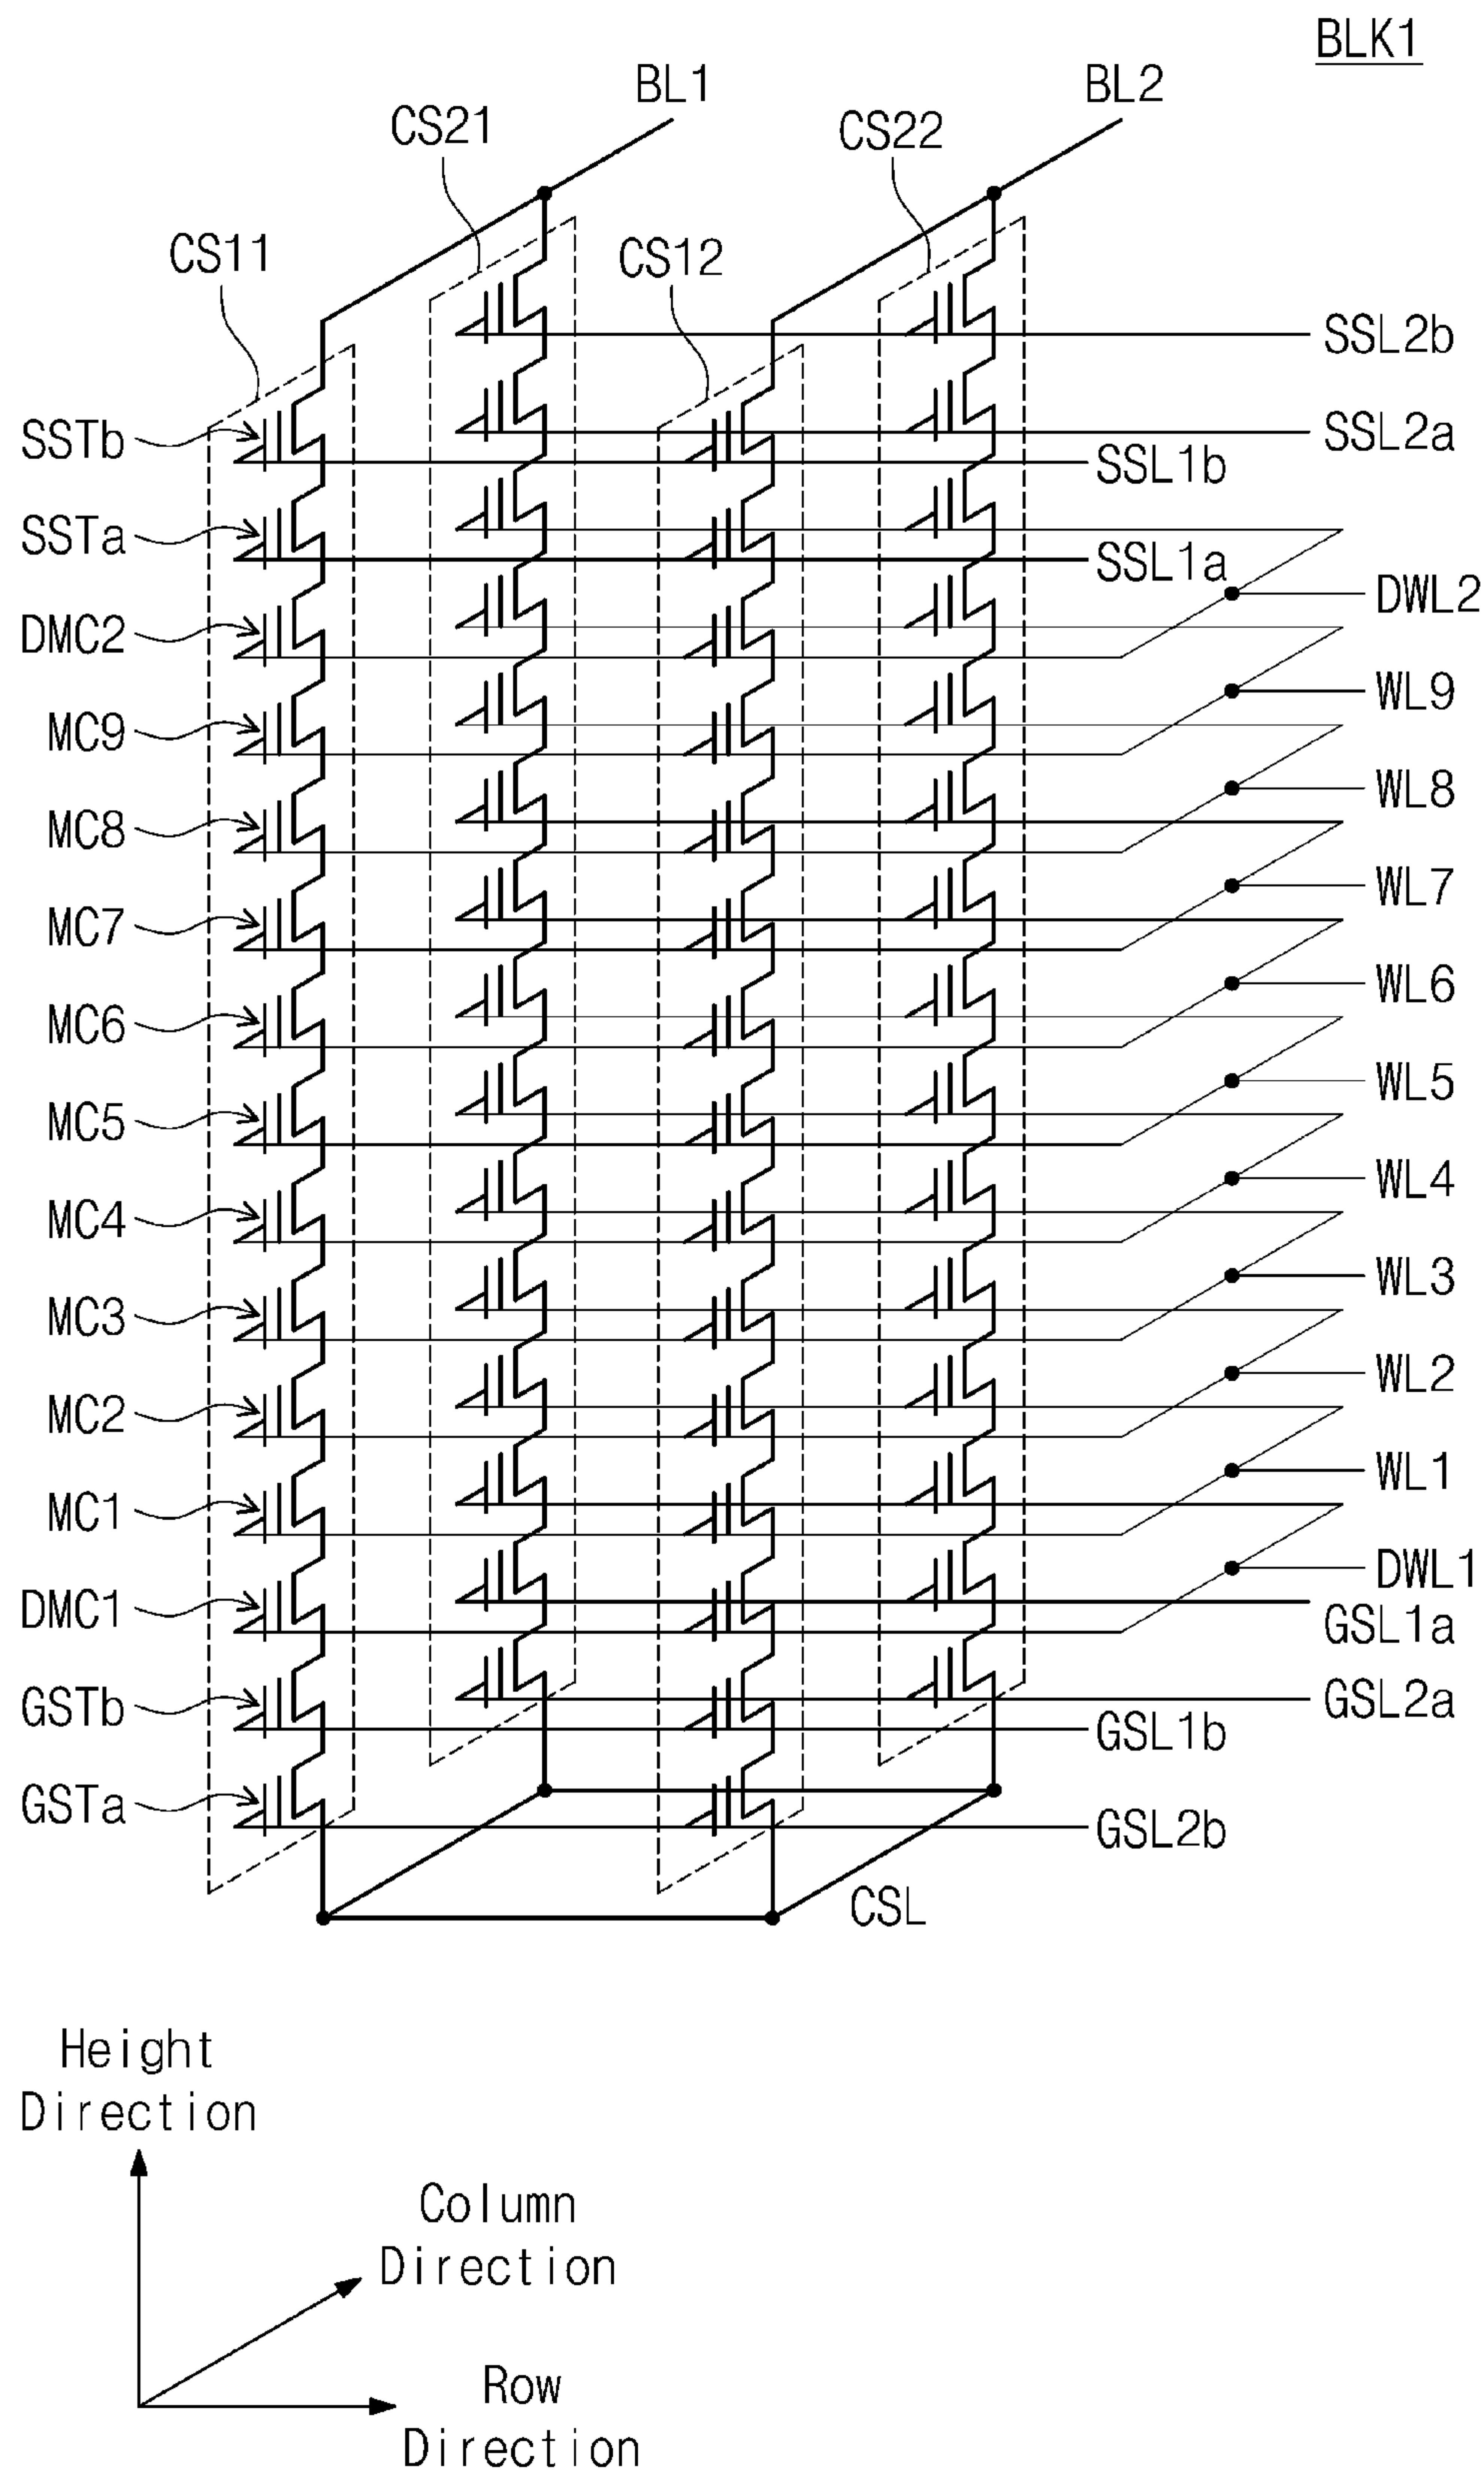 BLK1
BL1
BL2
CS21
CS22
CS11
CS12
SSL2b
SSL2a
SSTb
SSL1b
SSTa
SSL1a
DWL2
DMC2
WL9
MC9
WL8
MC8
WL7
MC7
WL6
MC6
WL5
MC5
WL4
MC4
WL3
MC3
WL2
MC2
WL1
MC1
DWL1
DMC1
GSL1a
GSTb
GSL2a
GSL1b
GSTa
GSL2b
CSL
Height
Direction
Column
Direction
Row
Direction